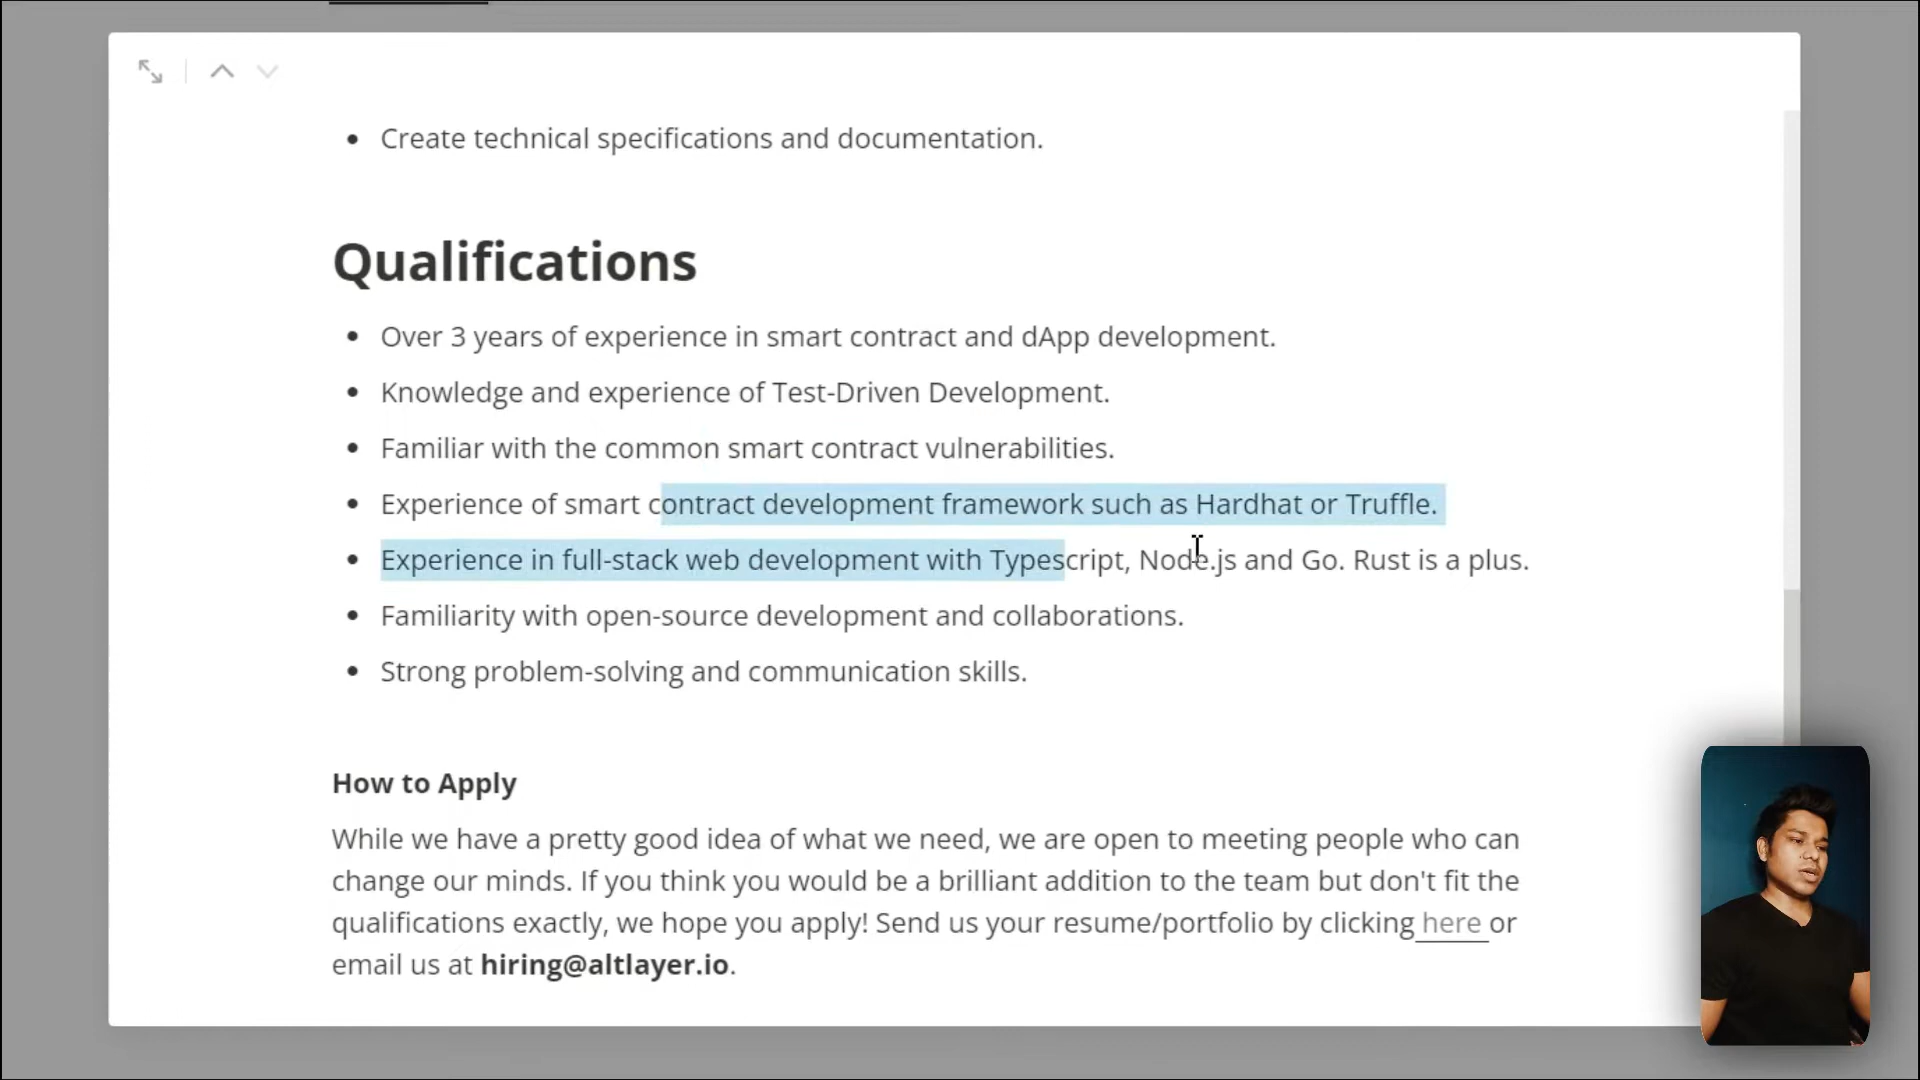 Create technical specifications and documentation.
Qualifications
Over 3 years of experience in smart contract and dApp development.
Knowledge and experience of Test-Driven Development.
Familiar with the common smart contract vulnerabilities.
Experience of smart contract development framework such as Hardhat or Truffle.
Experience in full-stack web development with Typescript, Node.js and Go. Rust is a plus.
Familiarity with open-source development and collaborations.
Strong problem-solving and communication skills.
How to Apply
While we have a pretty good idea of what we need, we are open to meeting people who can
change our minds. If you think you would be a brilliant addition to the team but don't fit the
qualifications exactly, we hope you apply! Send us your resume/portfolio by clicking here or
email us at hiring@altlayer.io.